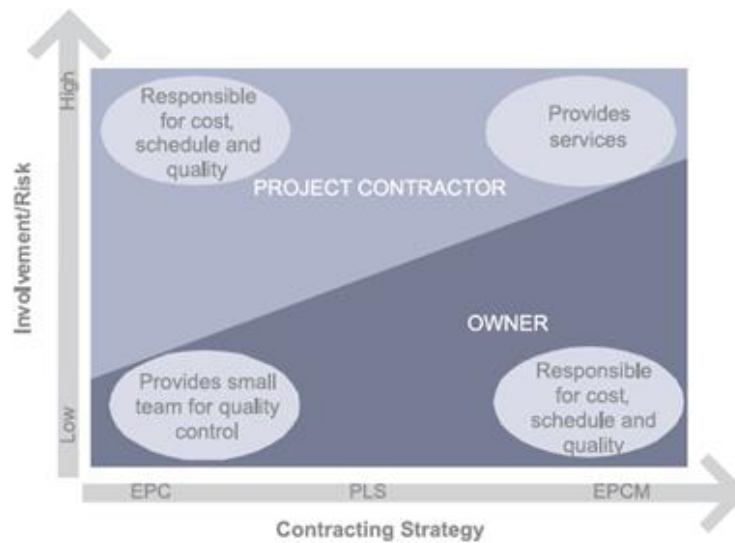 High
Responsible
for cost,
schedule and
quality
Provides
services
PROJECT CONTRACTOR
Involvement/Risk
OWNER
Provides small
team for quality
control
Responsible
for cost,
schedule and
quality
Low
EPC
PLS
EPCM
Contracting Strategy